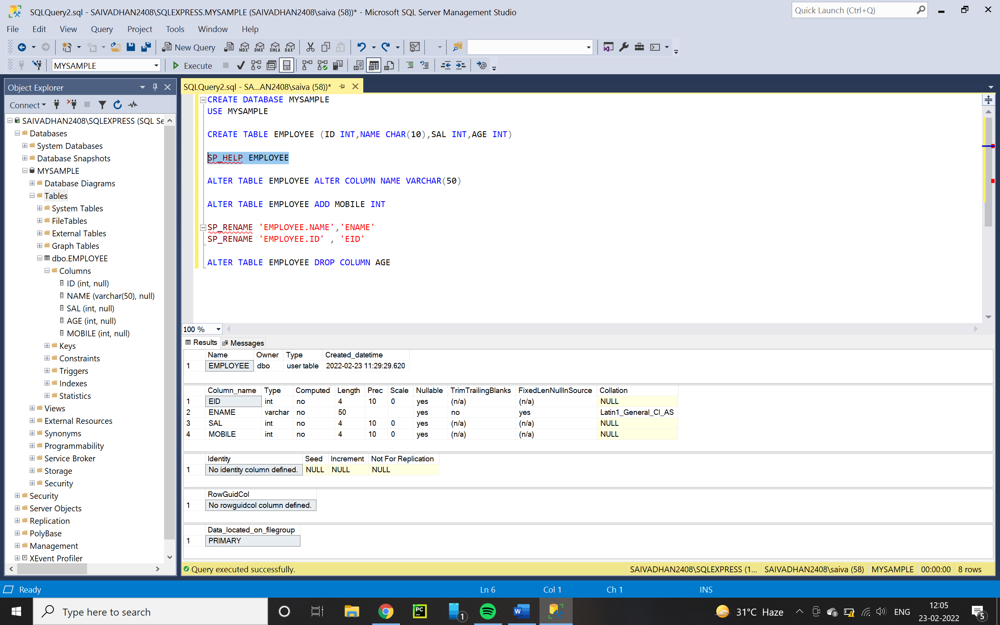 SQLQuery2.sql - SAIVADHAN2408\SQLEXPRESS.MYSAMPLE (SAIVADHAN2408\saiva (58))* - Microsoft SQL Server Management Studio
Quick Launch (Ctrl+Q)
File Edit View Query Project Tools Window Help
New Query MDX DMX XMLA DAX
MYSAMPLE Execute
Object Explorer
Connect
SAIVADHAN2408\SQLEXPRESS (SQL Se
Databases
System Databases
Database Snapshots
MYSAMPLE
Database Diagrams
Tables
System Tables
FileTables
External Tables
Graph Tables
dbo.EMPLOYEE
Columns
ID (int, null)
NAME (varchar(50), null)
SAL (int, null)
AGE (int, null)
MOBILE (int, null)
Keys
Constraints
Triggers
Indexes
Statistics
Views
External Resources
Synonyms
Programmability
Service Broker
Storage
Security
Security
Server Objects
Replication
PolyBase
Management
XEvent Profiler
SQLQuery2.sql - SA...AN2408\saiva (58))*
CREATE DATABASE MYSAMPLE
USE MYSAMPLE
CREATE TABLE EMPLOYEE (ID INT,NAME CHAR(10),SAL INT,AGE INT)
SP_HELP EMPLOYEE
ALTER TABLE EMPLOYEE ALTER COLUMN NAME VARCHAR(50)
ALTER TABLE EMPLOYEE ADD MOBILE INT
SP_RENAME 'EMPLOYEE.NAME','ENAME'
SP_RENAME 'EMPLOYEE.ID' , 'EID'
ALTER TABLE EMPLOYEE DROP COLUMN AGE
100 %
Results Messages
Name Owner Type Created_datetime
1 EMPLOYEE dbo user table 2022-02-23 11:29:29.620
Column_name Type Computed Length Prec Scale Nullable TrimTrailingBlanks FixedLenNullInSource Collation
1 EID int no 4 10 0 yes (n/a) (n/a) NULL
2 ENAME varchar no 50 yes no yes Latin1_General_CI_AS
3 SAL int no 4 10 0 yes (n/a) (n/a) NULL
4 MOBILE int no 4 10 0 yes (n/a) (n/a) NULL
Identity Seed Increment Not For Replication
1 No identity column defined. NULL NULL NULL
RowGuidCol
1 No rowguidcol column defined.
Data_located_on_filegroup
1 PRIMARY
Query executed successfully. SAIVADHAN2408\SQLEXPRESS (1... SAIVADHAN2408\saiva (58) MYSAMPLE 00:00:00 8 rows
Ready Ln 6 Col 1 Ch 1 INS
Type here to search PC 1 W 31°C Haze ENG 12:05 5
23-02-2022